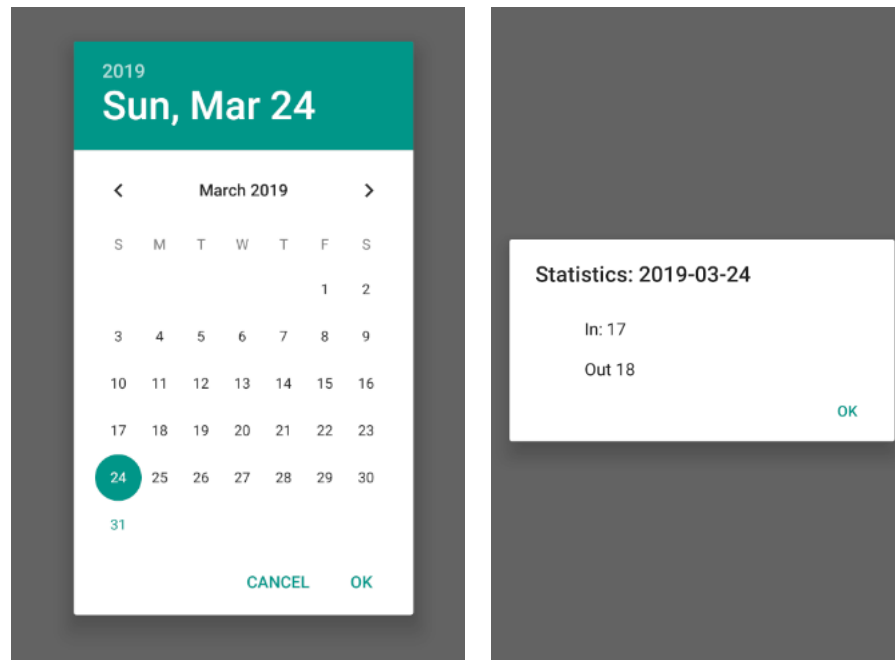 2019
Sun, Mar 24
March 2019
S M T W T F S
1 2
3 4 5 6 7 8 9
10 11 12 13 14 15 16
17 18 19 20 21 22 23
24 25 26 27 28 29 30
31
CANCEL OK
Statistics: 2019-03-24
In: 17
Out 18
OK